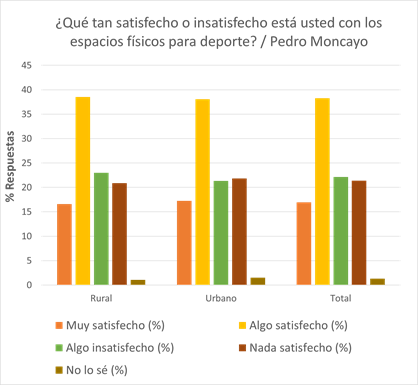 ¿Qué tan satisfecho o insatisfecho está usted con los
espacios físicos para deporte? / Pedro Moncayo
45
40
35
30
25
20
15
10
5
0
% Respuestas
Rural Urbano Total
Muy satisfecho (%) Algo satisfecho (%)
Algo insatisfecho (%) Nada satisfecho (%)
No lo sé (%)